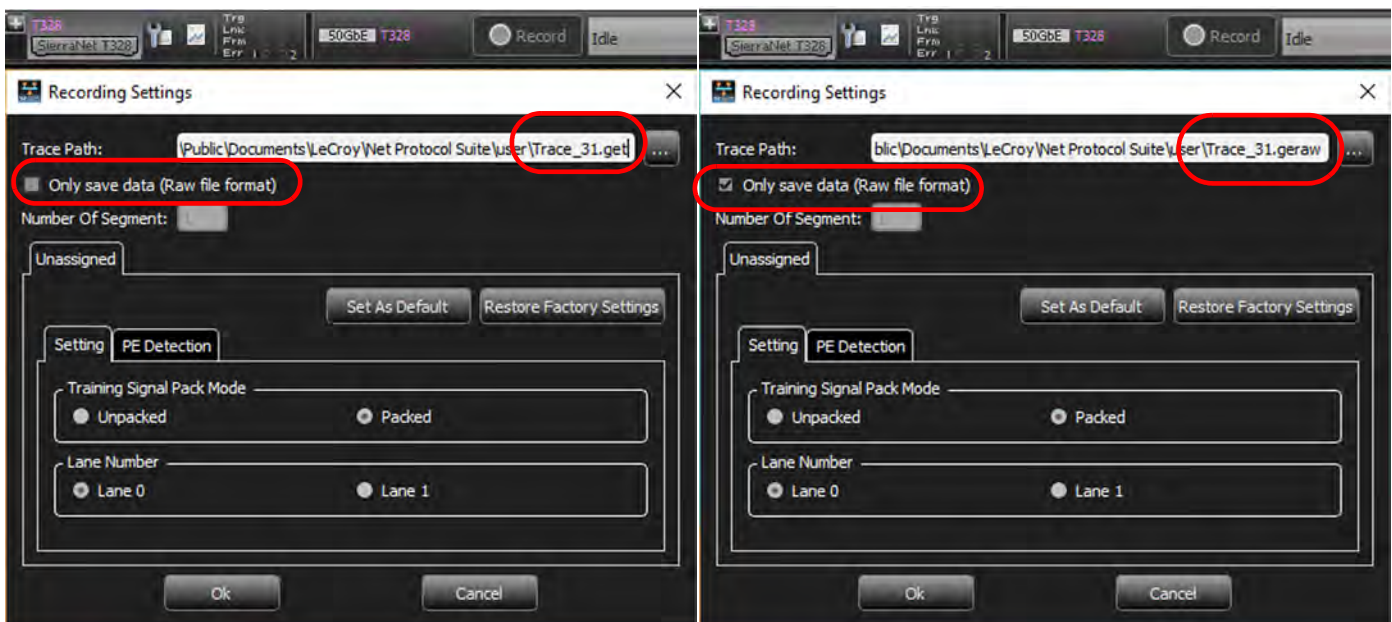 T328
SierraNet T328
Trg
Lnk
Frm
Err 1 2
50GbE T328
Record
Idle
Recording Settings
Trace Path: \Public\Documents\LeCroy\Net Protocol Suite\user\Trace_31.get ...
Only save data (Raw file format)
Number Of Segment:
Unassigned
Set As Default Restore Factory Settings
Setting PE Detection
Training Signal Pack Mode
Unpacked Packed
Lane Number
Lane 0 Lane 1
Ok Cancel
T328
SierraNet T328
Trg
Lnk
Frm
Err 1 2
50GbE T328
Record
Idle
Recording Settings
Trace Path: blic\Documents\LeCroy\Net Protocol Suite\user\Trace_31.geraw ...
Only save data (Raw file format)
Number Of Segment:
Unassigned
Set As Default Restore Factory Settings
Setting PE Detection
Training Signal Pack Mode
Unpacked Packed
Lane Number
Lane 0 Lane 1
Ok Cancel